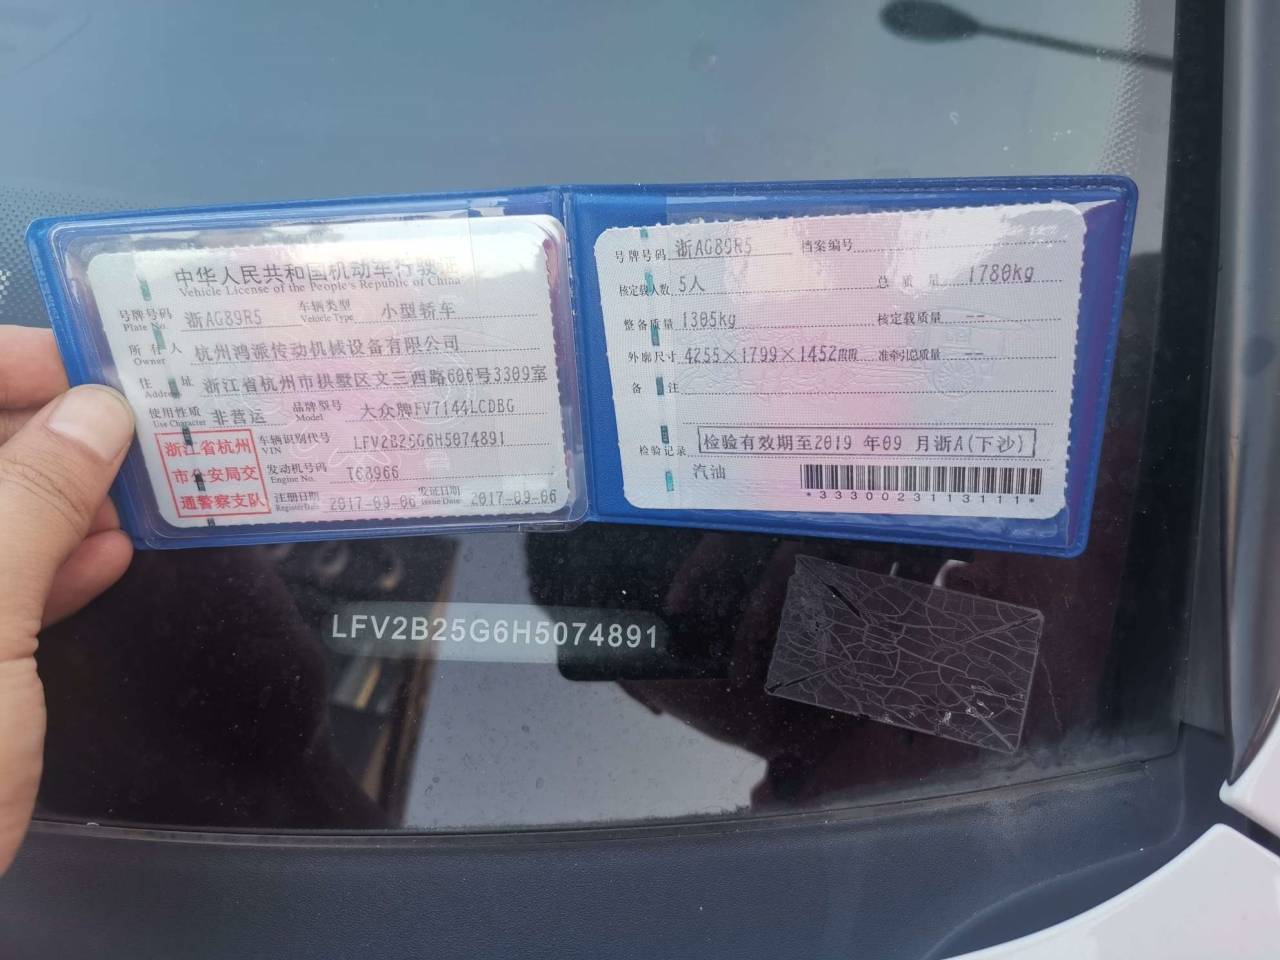 中华人民共和国机动车行驶证
Vehicle License of the People's Republic of China
号牌号码 浙AG89R5 车辆类型 小型轿车
Plate No. Vehicle Type
所有人 杭州鸿派传动机械设备有限公司
Owner
住址 浙江省杭州市拱墅区文三西路606号3309室
Address
使用性质 非营运 品牌型号 大众牌FV7144LCDBG
Use Character Model
浙江省杭州
市公安局交
通警察支队
车辆识别代号 LFV2B25G6H5074891
VIN
发动机号码 T68966
Engine No.
注册日期 2017-09-06 发证日期 2017-09-06
Register Date Issue Date
号牌号码 浙AG89R5 档案编号
核定载人数 5人 总质量 1780kg
整备质量 1305kg 核定载质量 --
外廓尺寸 4255×1799×1452毫米 准牵引总质量 --
备注
检验记录 检验有效期至2019 年09 月浙A(下沙)
汽油
*3330023113111*
LFV2B25G6H5074891